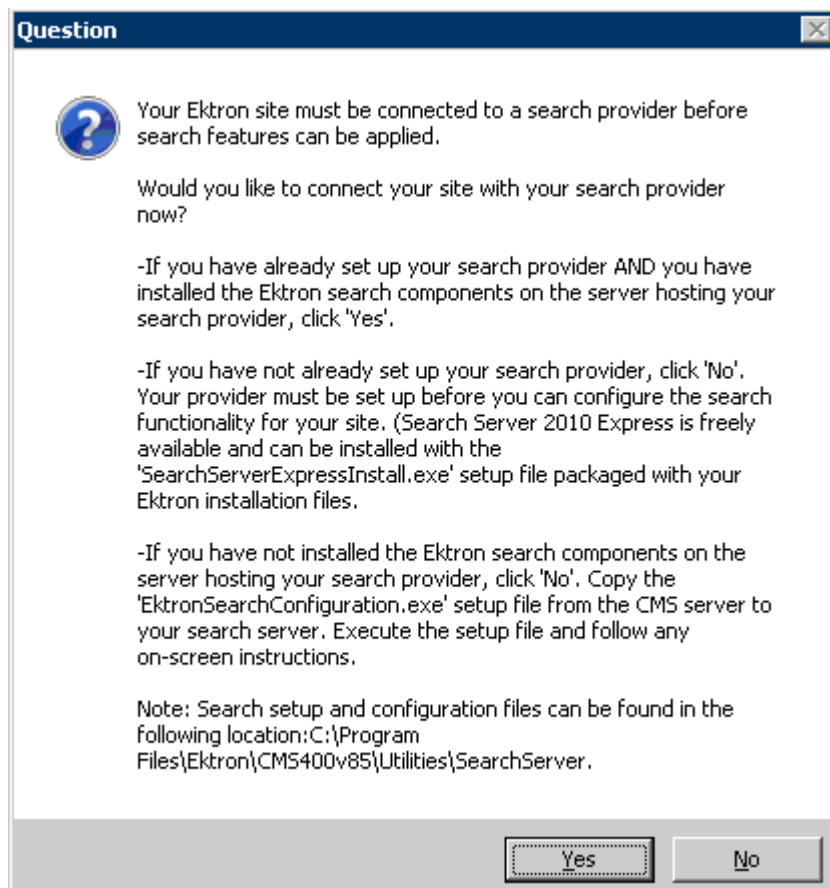 Question
Your Ektron site must be connected to a search provider before
search features can be applied.
Would you like to connect your site with your search provider
now?
-If you have already set up your search provider AND you have
installed the Ektron search components on the server hosting your
search provider, click 'Yes'.
-If you have not already set up your search provider, click 'No'.
Your provider must be set up before you can configure the search
functionality for your site. (Search Server 2010 Express is freely
available and can be installed with the
'SearchServerExpressInstall.exe' setup file packaged with your
Ektron installation files.
-If you have not installed the Ektron search components on the
server hosting your search provider, click 'No'. Copy the
'EktronSearchConfiguration.exe' setup file from the CMS server to
your search server. Execute the setup file and follow any
on-screen instructions.
Note: Search setup and configuration files can be found in the
following location:C:\Program
Files\Ektron\CMS400v85\Utilities\SearchServer.
Yes
No